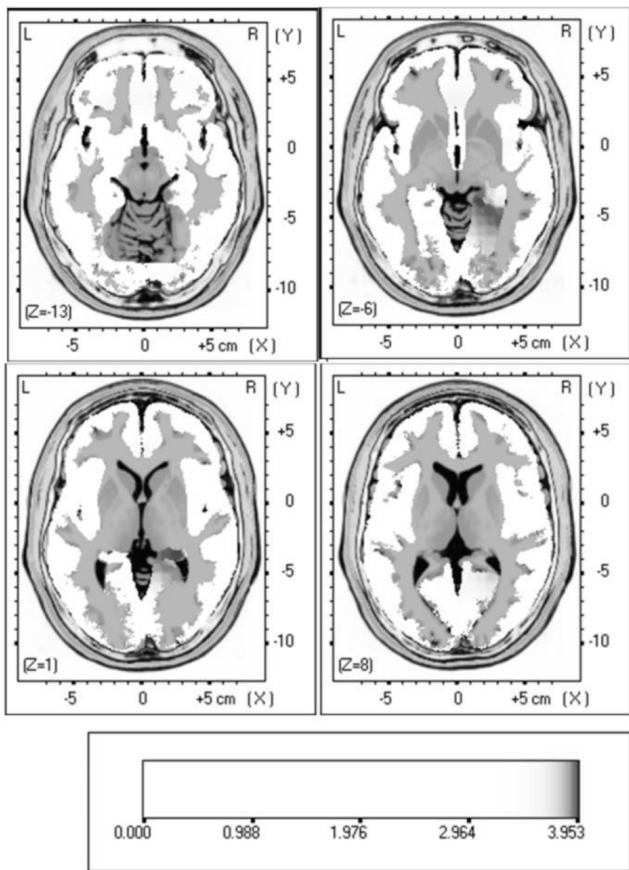 L R (Y)
+5
0
-5
-10
(Z=-13)
-5 0 +5 cm (X)
L R (Y)
+5
0
-5
-10
(Z=-6)
-5 0 +5 cm (X)
L R (Y)
+5
0
-5
-10
(Z=1)
-5 0 +5 cm (X)
L R (Y)
+5
0
-5
-10
(Z=8)
-5 0 +5 cm (X)
0.000 0.988 1.976 2.964 3.953